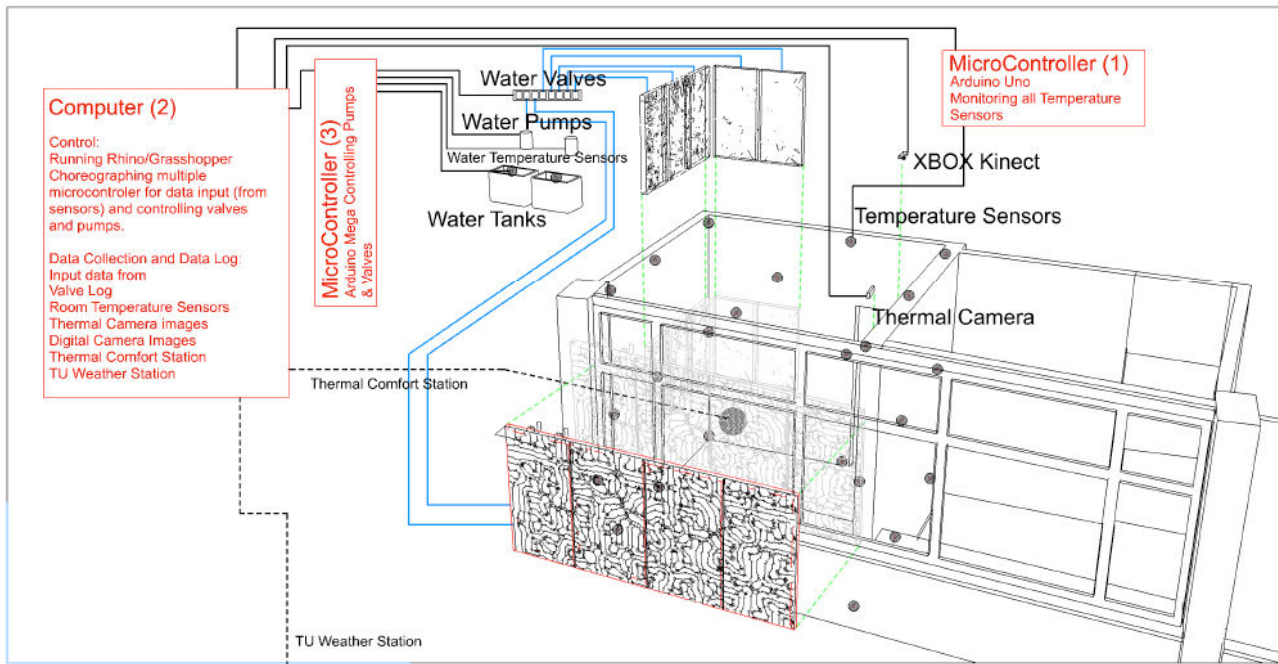 Computer (2)
Control:
Running Rhino/Grasshopper
Choreographing multiple
microcontroler for data input (from
sensors) and controlling valves
and pumps.
Data Collection and Data Log:
Input data from
Valve Log
Room Temperature Sensors
Thermal Camera images
Digital Camera Images
Thermal Comfort Station
TU Weather Station
MicroController (3)
Arduino Mega Controlling Pumps
& Valves
Water Valves
Water Pumps
Water Temperature Sensors
Water Tanks
MicroController (1)
Arduino Uno
Monitoring all Temperature
Sensors
XBOX Kinect
Temperature Sensors
Thermal Camera
Thermal Comfort Station
TU Weather Station